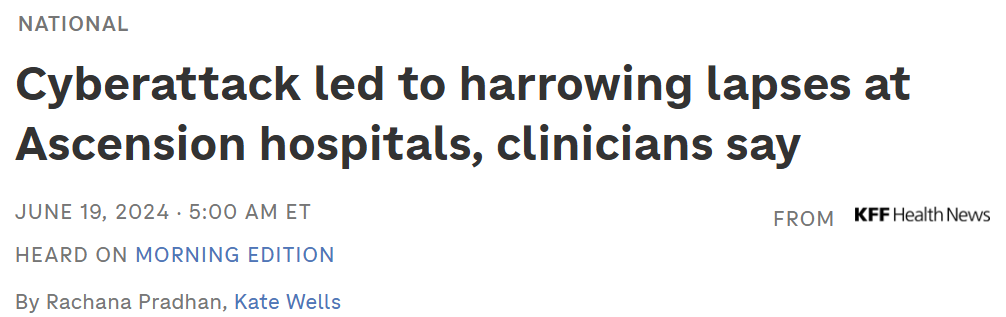 NATIONAL
Cyberattack led to harrowing lapses at
Ascension hospitals, clinicians say
JUNE 19, 2024 · 5:00 AM ET
FROM KFF Health News
HEARD ON MORNING EDITION
By Rachana Pradhan, Kate Wells